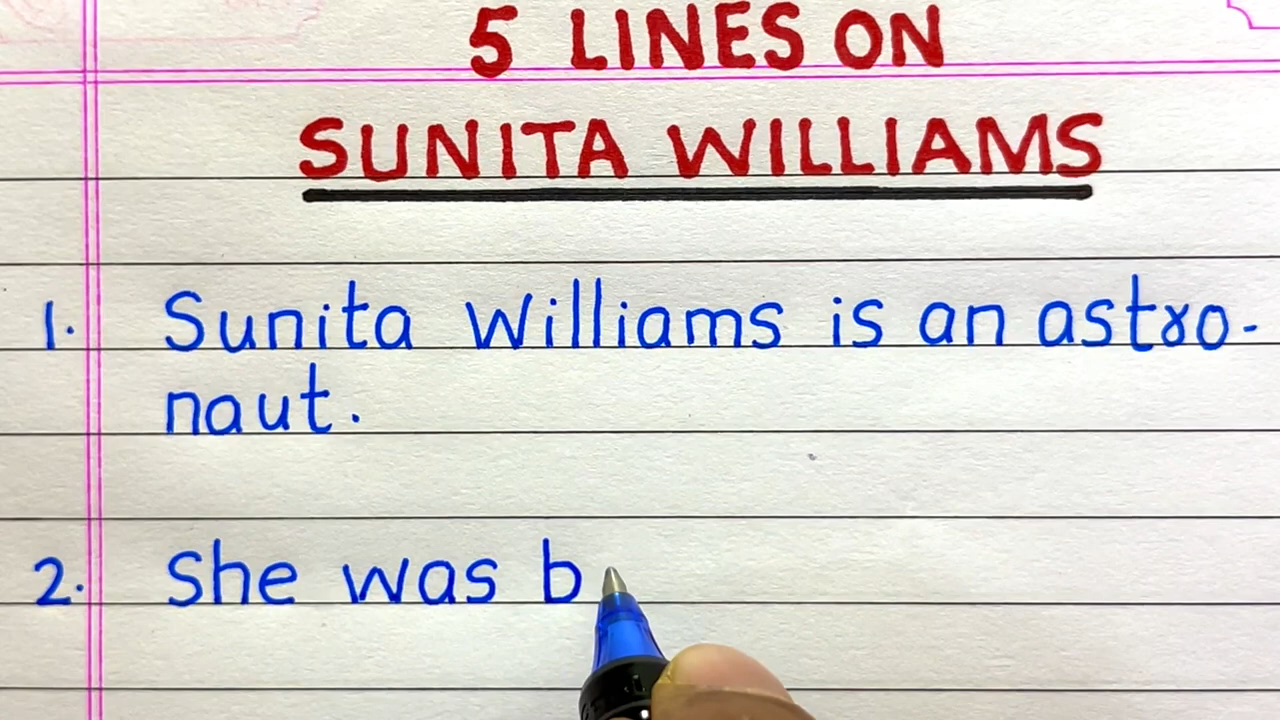 5 LINES ON
SUNITA WILLIAMS
1. Sunita Williams is an astro-
naut.
2. She was b